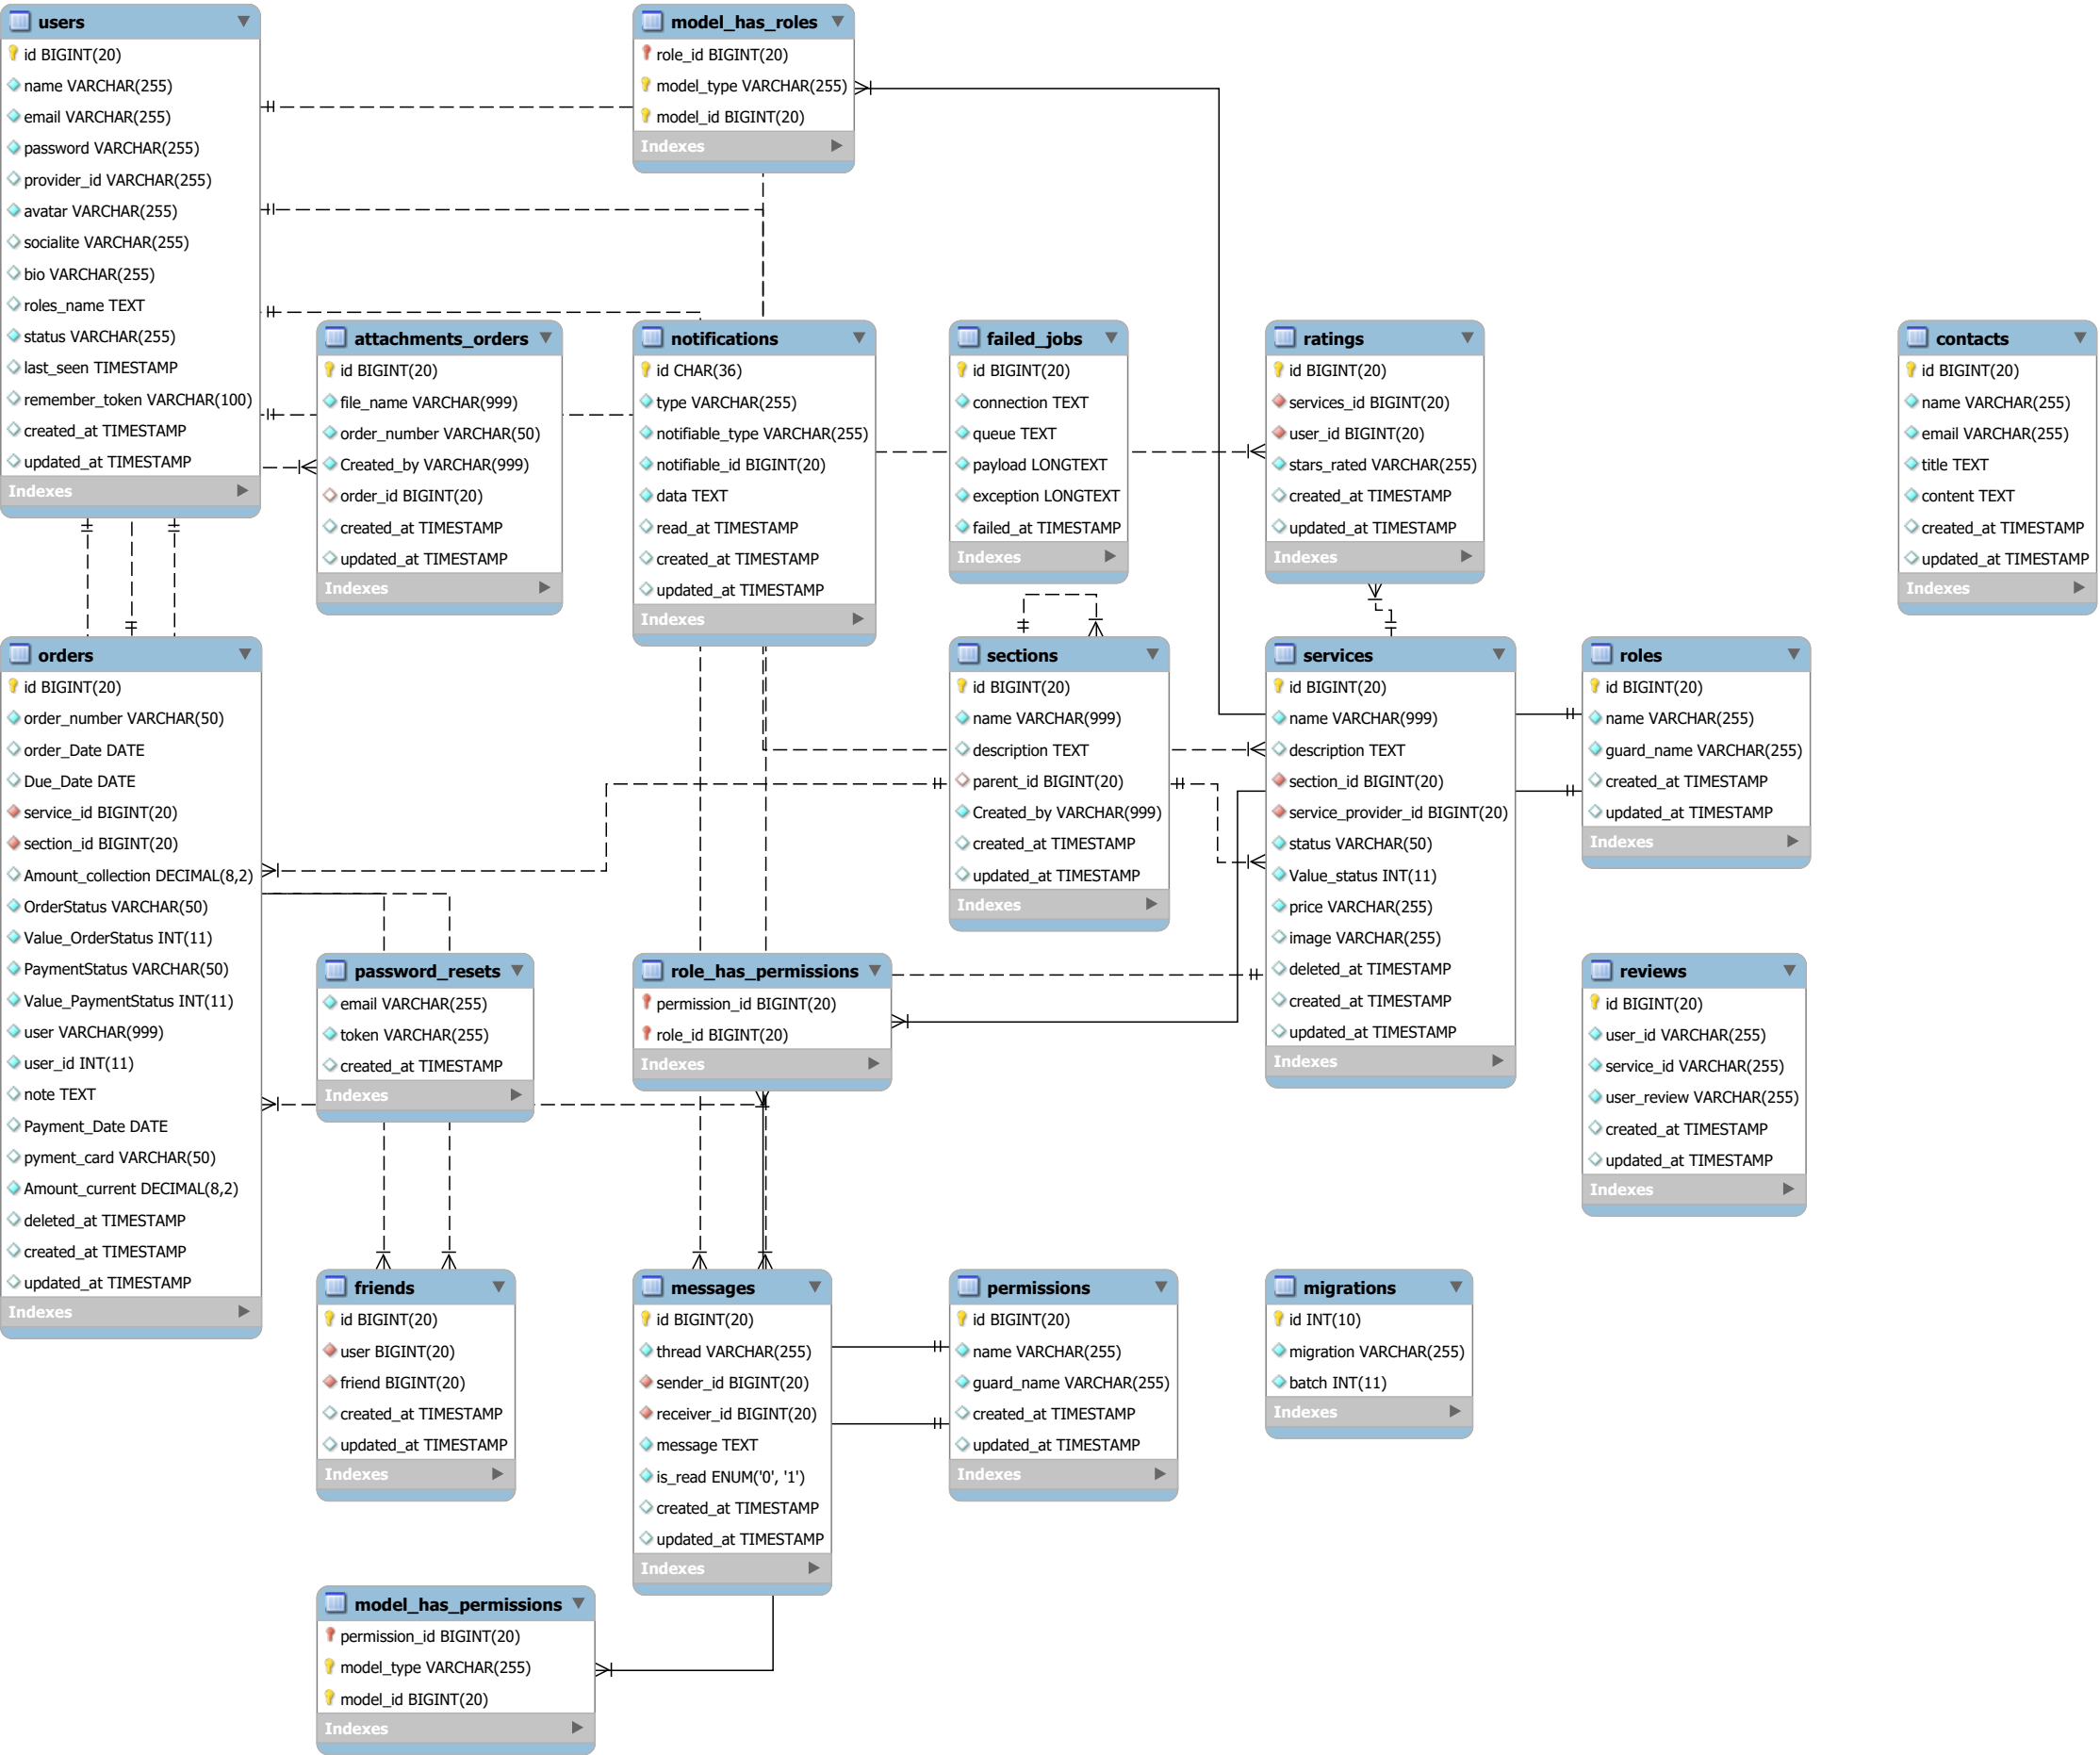 users
id BIGINT(20)
name VARCHAR(255)
email VARCHAR(255)
password VARCHAR(255)
provider_id VARCHAR(255)
avatar VARCHAR(255)
socialite VARCHAR(255)
bio VARCHAR(255)
roles_name TEXT
status VARCHAR(255)
last_seen TIMESTAMP
remember_token VARCHAR(100)
created_at TIMESTAMP
updated_at TIMESTAMP
Indexes
model_has_roles
role_id BIGINT(20)
model_type VARCHAR(255)
model_id BIGINT(20)
Indexes
attachments_orders
id BIGINT(20)
file_name VARCHAR(999)
order_number VARCHAR(50)
Created_by VARCHAR(999)
order_id BIGINT(20)
created_at TIMESTAMP
updated_at TIMESTAMP
Indexes
notifications
id CHAR(36)
type VARCHAR(255)
notifiable_type VARCHAR(255)
notifiable_id BIGINT(20)
data TEXT
read_at TIMESTAMP
created_at TIMESTAMP
updated_at TIMESTAMP
Indexes
failed_jobs
id BIGINT(20)
connection TEXT
queue TEXT
payload LONGTEXT
exception LONGTEXT
failed_at TIMESTAMP
Indexes
ratings
id BIGINT(20)
services_id BIGINT(20)
user_id BIGINT(20)
stars_rated VARCHAR(255)
created_at TIMESTAMP
updated_at TIMESTAMP
Indexes
contacts
id BIGINT(20)
name VARCHAR(255)
email VARCHAR(255)
title TEXT
content TEXT
created_at TIMESTAMP
updated_at TIMESTAMP
Indexes
orders
id BIGINT(20)
order_number VARCHAR(50)
order_Date DATE
Due_Date DATE
service_id BIGINT(20)
section_id BIGINT(20)
Amount_collection DECIMAL(8,2)
OrderStatus VARCHAR(50)
Value_OrderStatus INT(11)
PaymentStatus VARCHAR(50)
Value_PaymentStatus INT(11)
user VARCHAR(999)
user_id INT(11)
note TEXT
Payment_Date DATE
pyment_card VARCHAR(50)
Amount_current DECIMAL(8,2)
deleted_at TIMESTAMP
created_at TIMESTAMP
updated_at TIMESTAMP
Indexes
sections
id BIGINT(20)
name VARCHAR(999)
description TEXT
parent_id BIGINT(20)
Created_by VARCHAR(999)
created_at TIMESTAMP
updated_at TIMESTAMP
Indexes
services
id BIGINT(20)
name VARCHAR(999)
description TEXT
section_id BIGINT(20)
service_provider_id BIGINT(20)
status VARCHAR(50)
Value_status INT(11)
price VARCHAR(255)
image VARCHAR(255)
deleted_at TIMESTAMP
created_at TIMESTAMP
updated_at TIMESTAMP
Indexes
roles
id BIGINT(20)
name VARCHAR(255)
guard_name VARCHAR(255)
created_at TIMESTAMP
updated_at TIMESTAMP
Indexes
password_resets
email VARCHAR(255)
token VARCHAR(255)
created_at TIMESTAMP
Indexes
role_has_permissions
permission_id BIGINT(20)
role_id BIGINT(20)
Indexes
reviews
id BIGINT(20)
user_id VARCHAR(255)
service_id VARCHAR(255)
user_review VARCHAR(255)
created_at TIMESTAMP
updated_at TIMESTAMP
Indexes
friends
id BIGINT(20)
user BIGINT(20)
friend BIGINT(20)
created_at TIMESTAMP
updated_at TIMESTAMP
Indexes
messages
id BIGINT(20)
thread VARCHAR(255)
sender_id BIGINT(20)
receiver_id BIGINT(20)
message TEXT
is_read ENUM('0', '1')
created_at TIMESTAMP
updated_at TIMESTAMP
Indexes
permissions
id BIGINT(20)
name VARCHAR(255)
guard_name VARCHAR(255)
created_at TIMESTAMP
updated_at TIMESTAMP
Indexes
migrations
id INT(10)
migration VARCHAR(255)
batch INT(11)
Indexes
model_has_permissions
permission_id BIGINT(20)
model_type VARCHAR(255)
model_id BIGINT(20)
Indexes